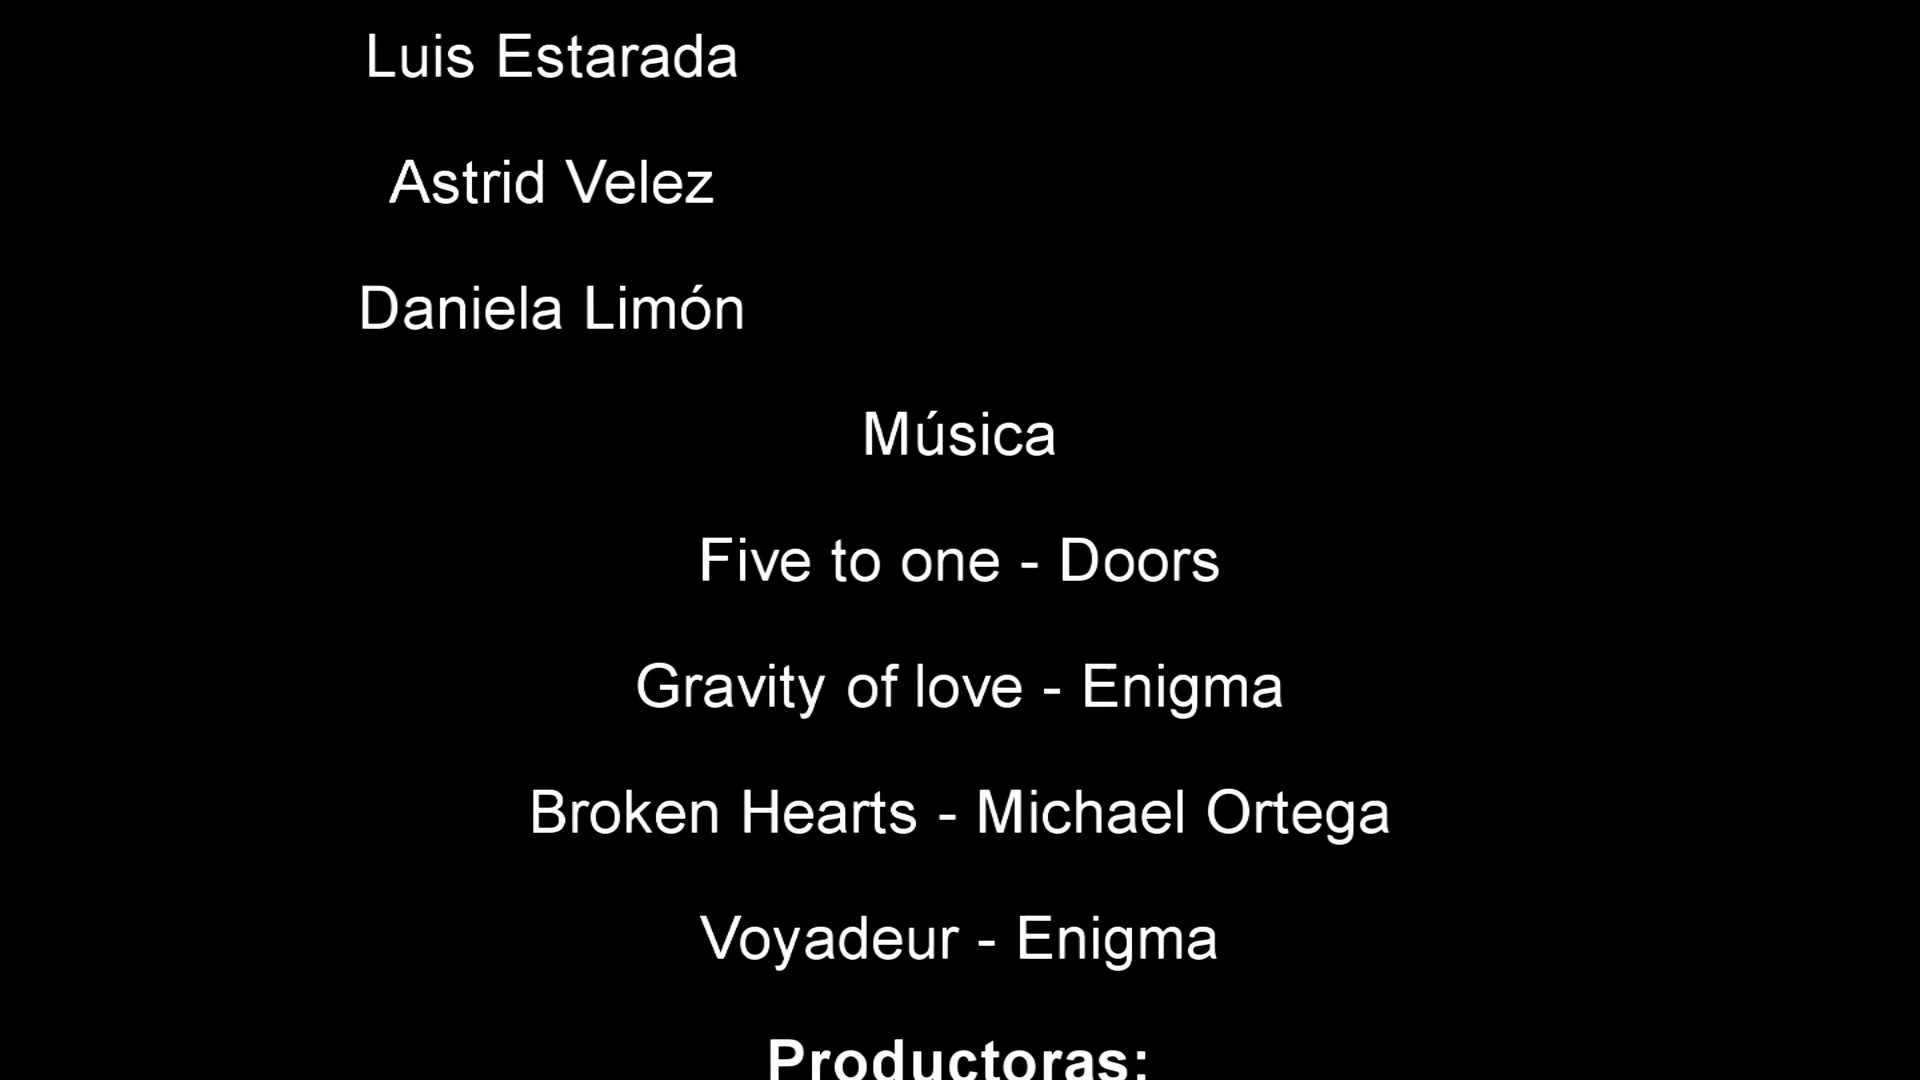 Luis Estarada
Astrid Velez
Daniela Limón
Música
Five to one - Doors
Gravity of love - Enigma
Broken Hearts - Michael Ortega
Voyadeur - Enigma
Productoras: